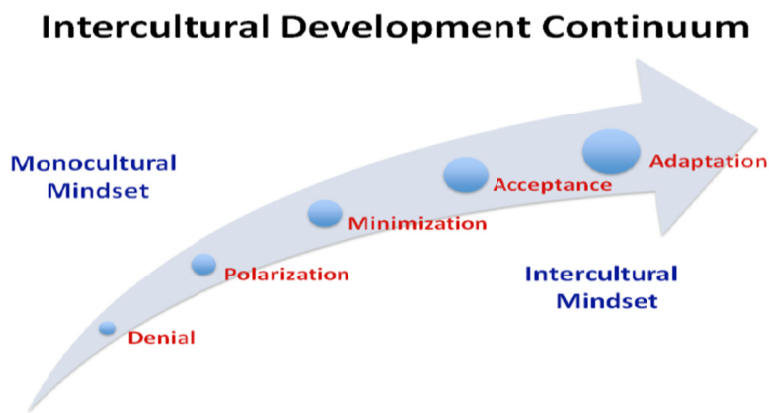 Intercultural Development Continuum
Monocultural
Mindset
Adaptation
Acceptance
Minimization
Polarization
Intercultural
Mindset
Denial